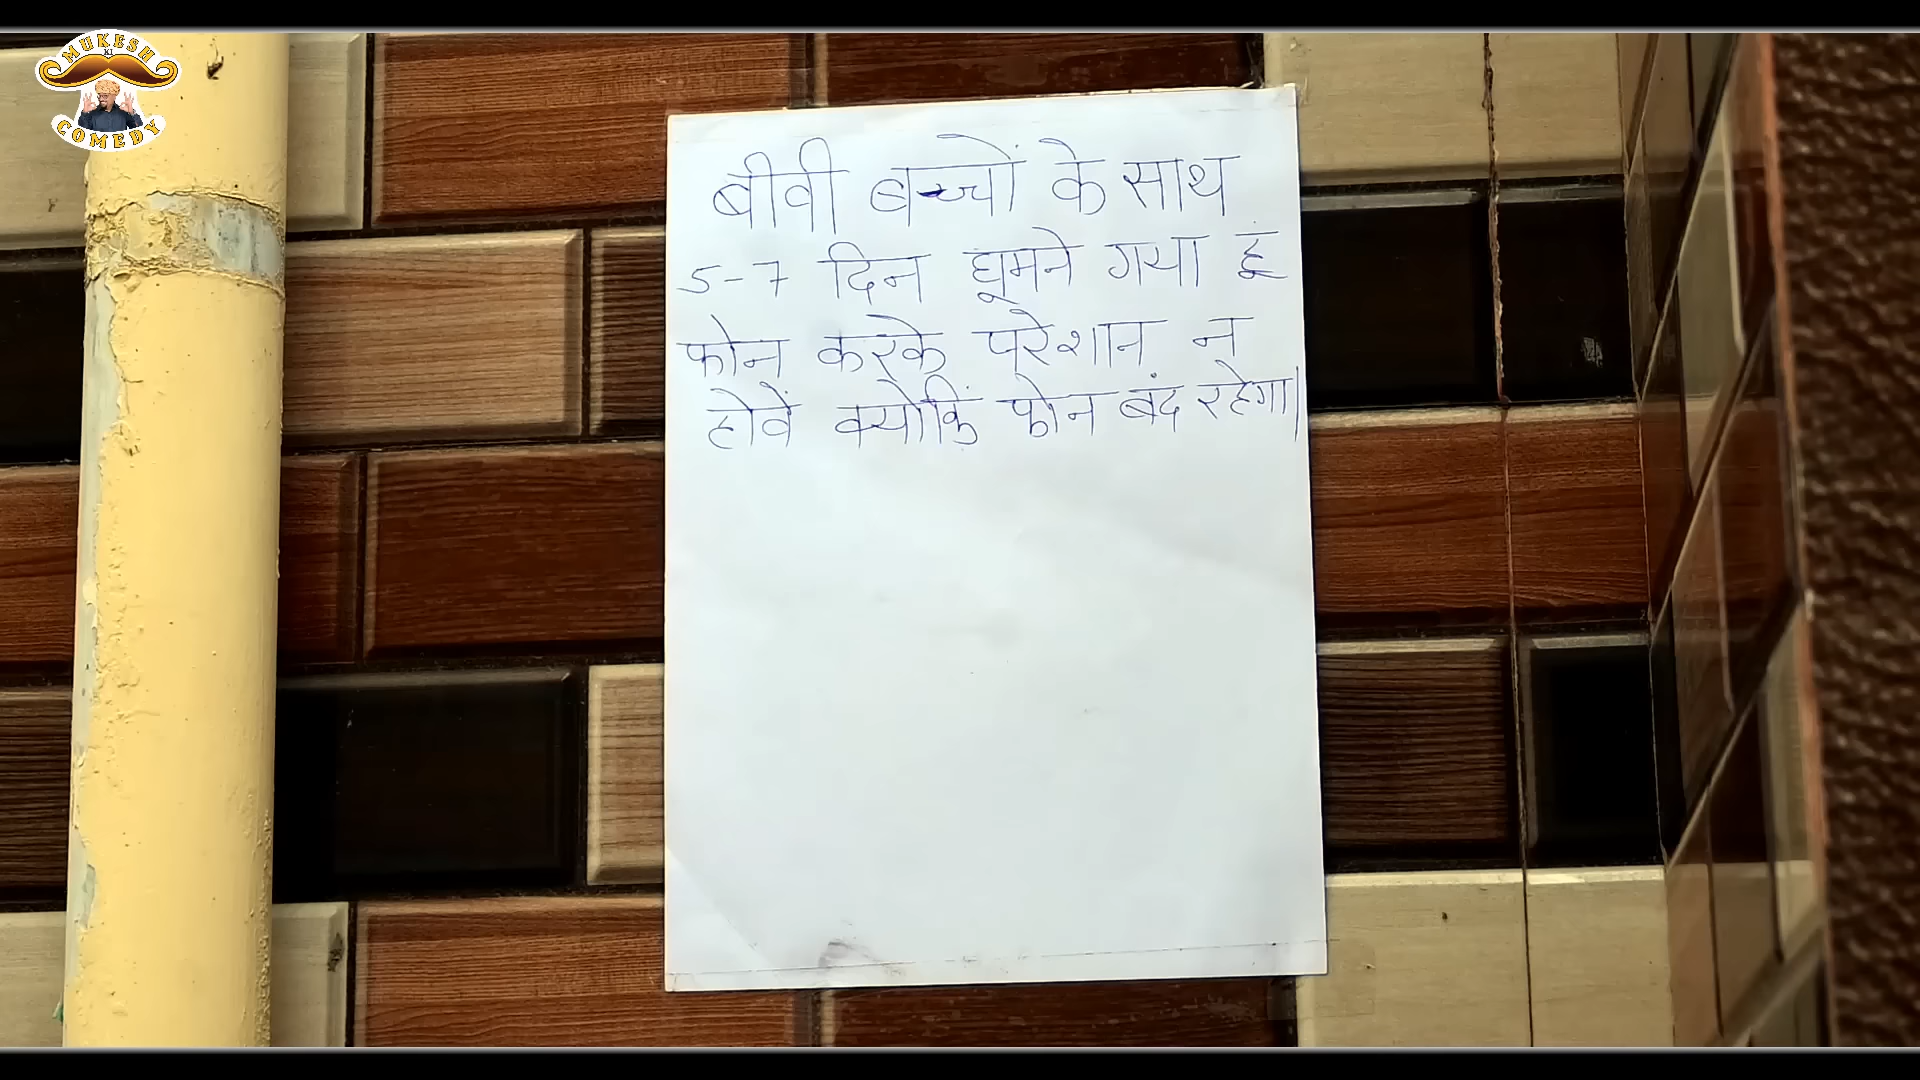 MUKESH
KI
COMEDY
बीवी बच्चों के साथ
5-7 दिन घूमने गया हूं
फोन करके परेशान न
होवें क्योंकिं फोन बंद रहेगा।